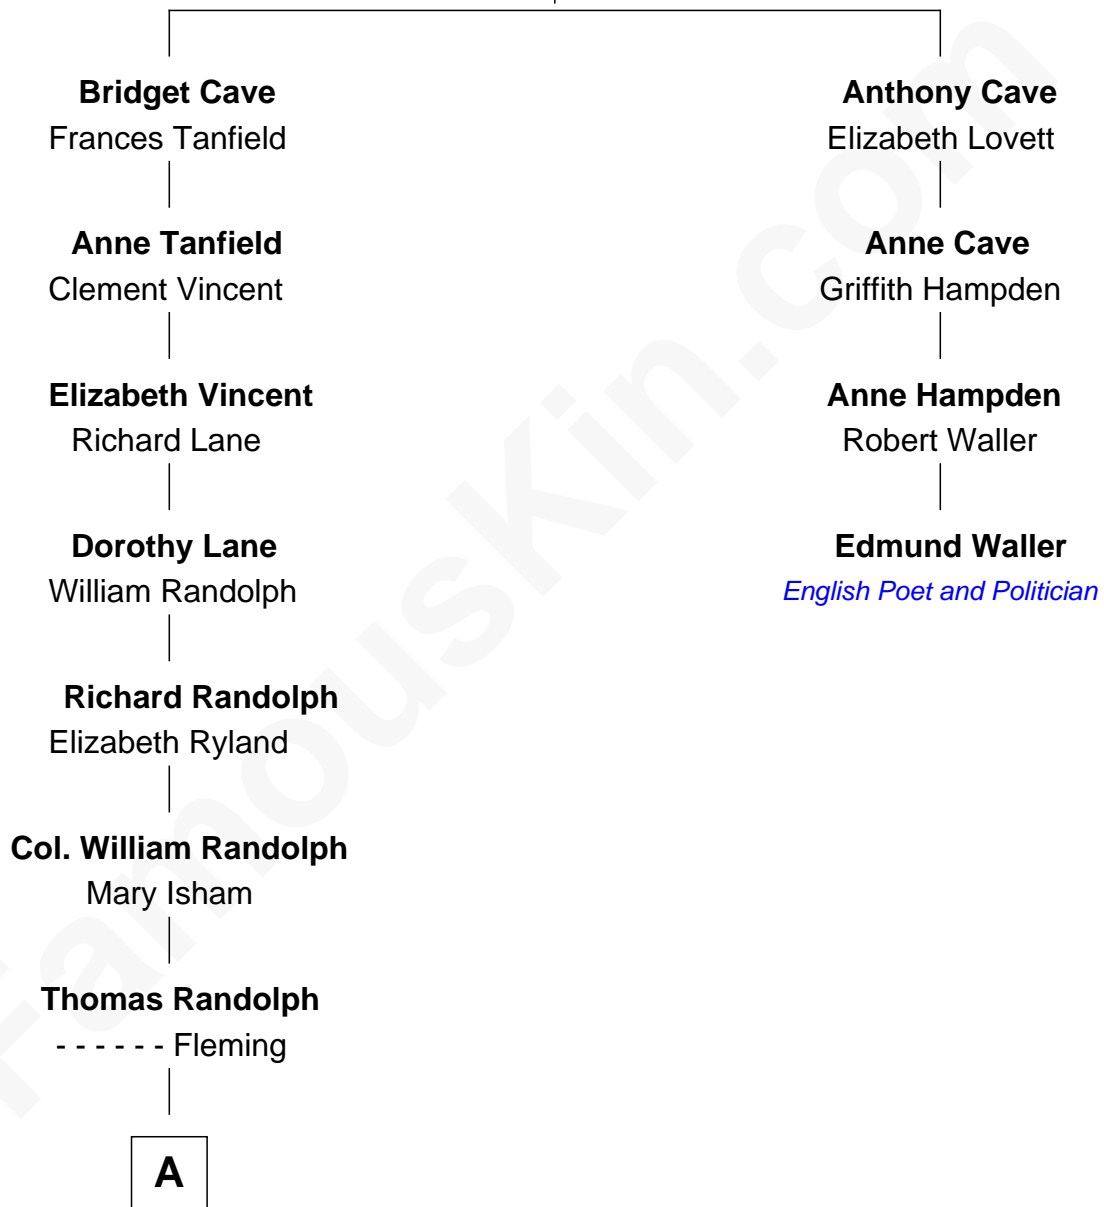 Bridget Cave
Frances Tanfield
Anne Tanfield
Clement Vincent
Elizabeth Vincent
Richard Lane
Dorothy Lane
William Randolph
Richard Randolph
Elizabeth Ryland
Col. William Randolph
Mary Isham
Thomas Randolph
- - - - - - Fleming
A
Anthony Cave
Elizabeth Lovett
Anne Cave
Griffith Hampden
Anne Hampden
Robert Waller
Edmund Waller
English Poet and Politician
FamousKin.com